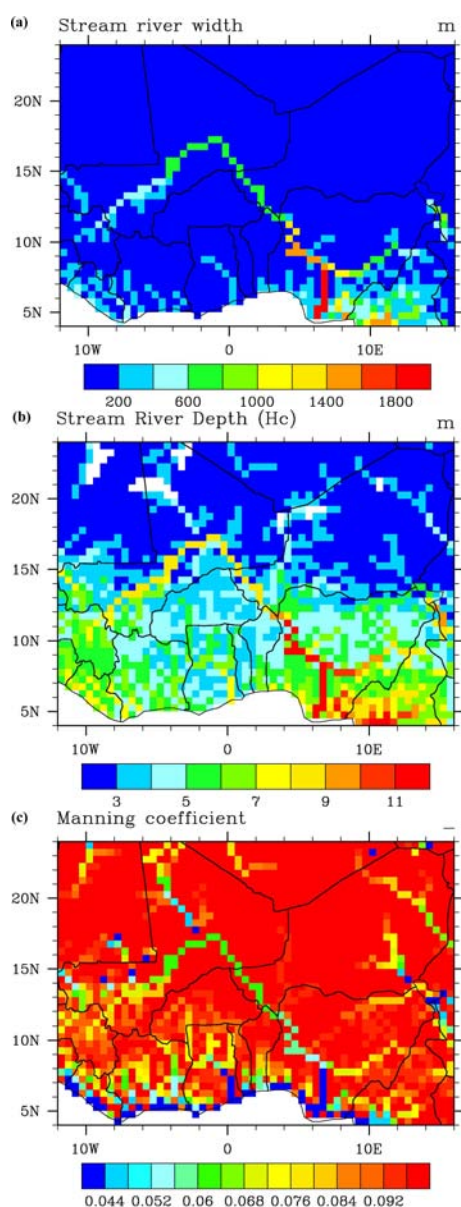 (a) Stream river width m
20N
15N
10N
5N
10W 0 10E
200 600 1000 1400 1800
(b) Stream River Depth (Hc) m
20N
15N
10N
5N
10W 0 10E
3 5 7 9 11
(c) Manning coefficient –
20N
15N
10N
5N
10W 0 10E
0.044 0.052 0.06 0.068 0.076 0.084 0.092